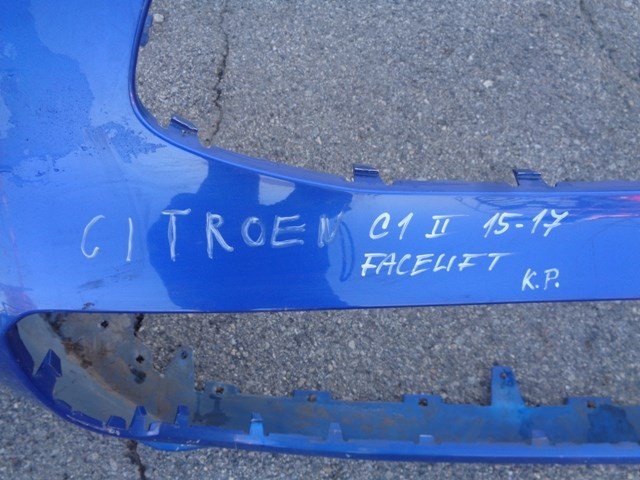 CITROEN C1 II 15-17
FACELIFT
K.P.